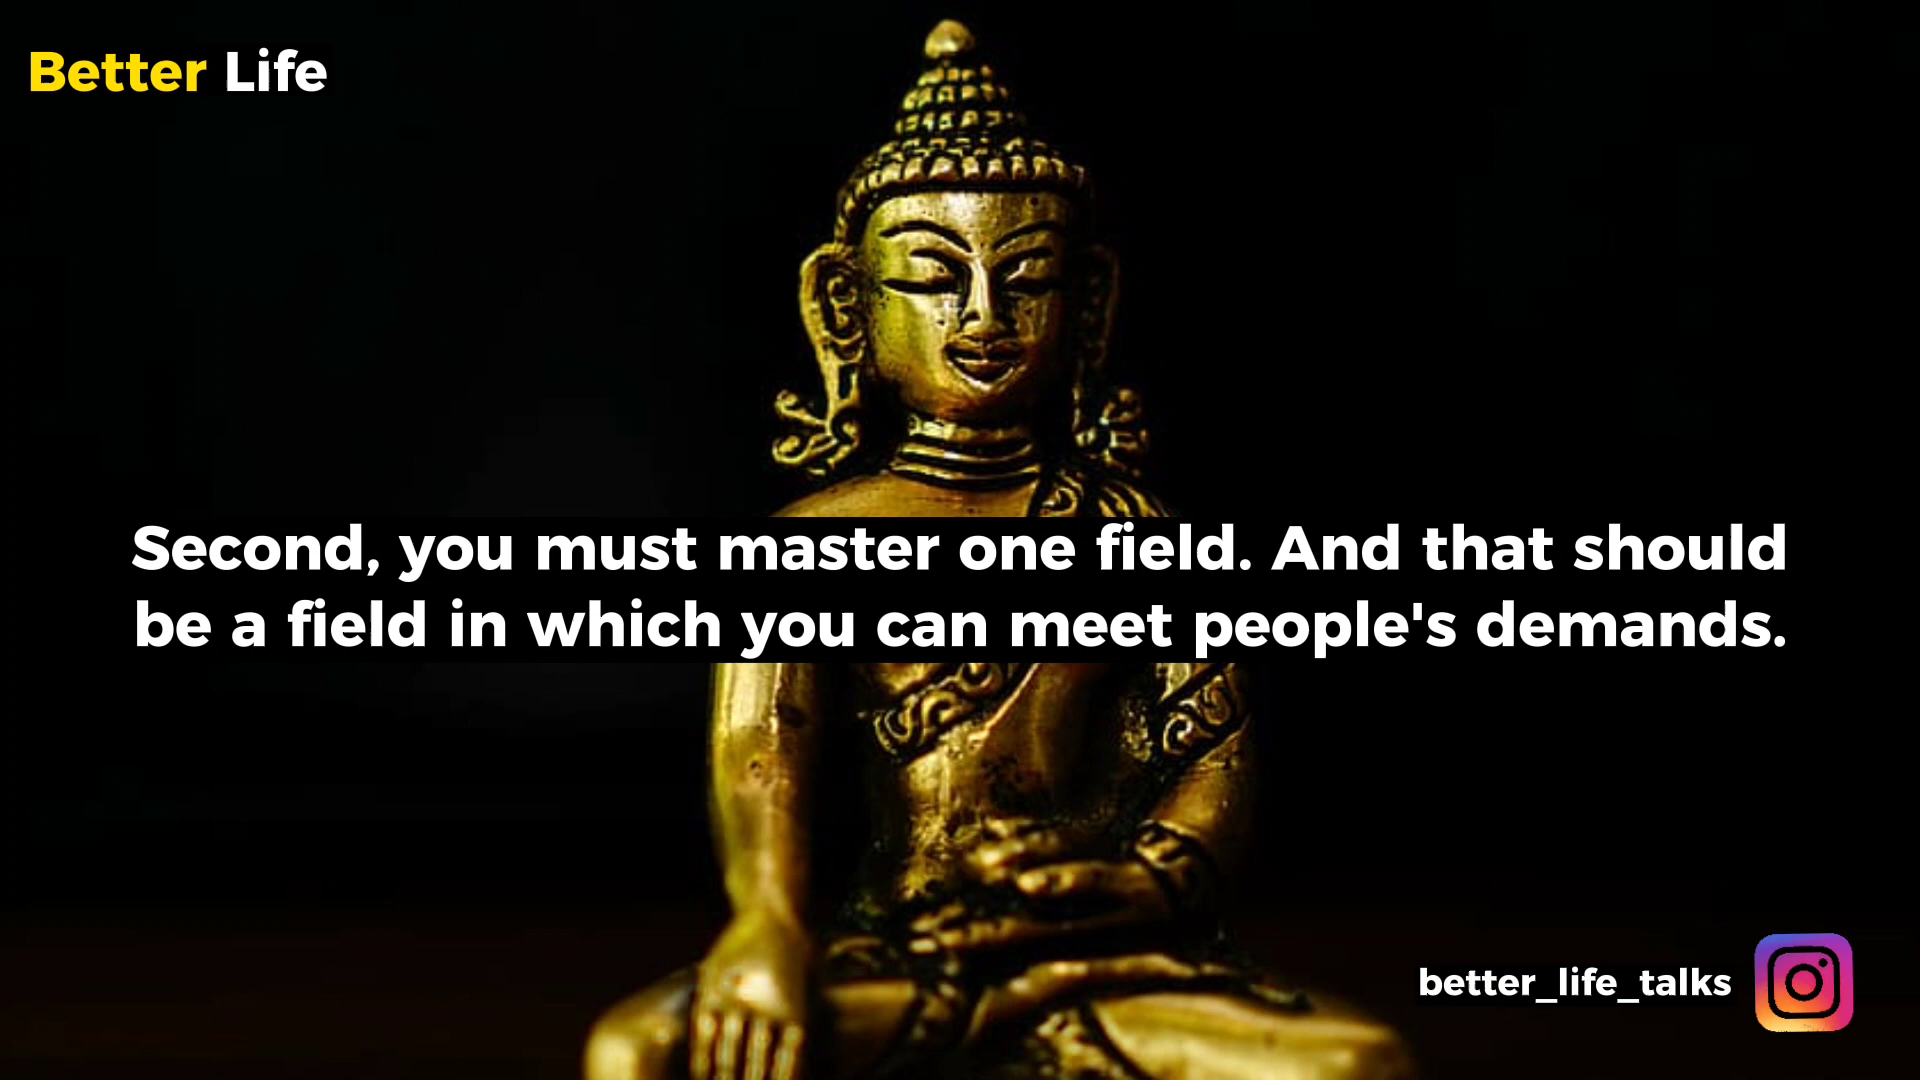 Better Life
Second, you must master one field. And that should
be a field in which you can meet people's demands.
better_life_talks